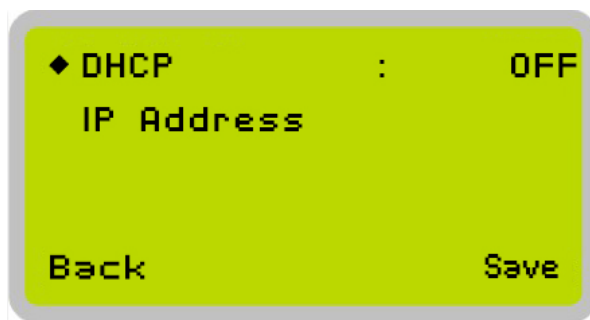 ◆ DHCP : OFF
IP Address
Back Save